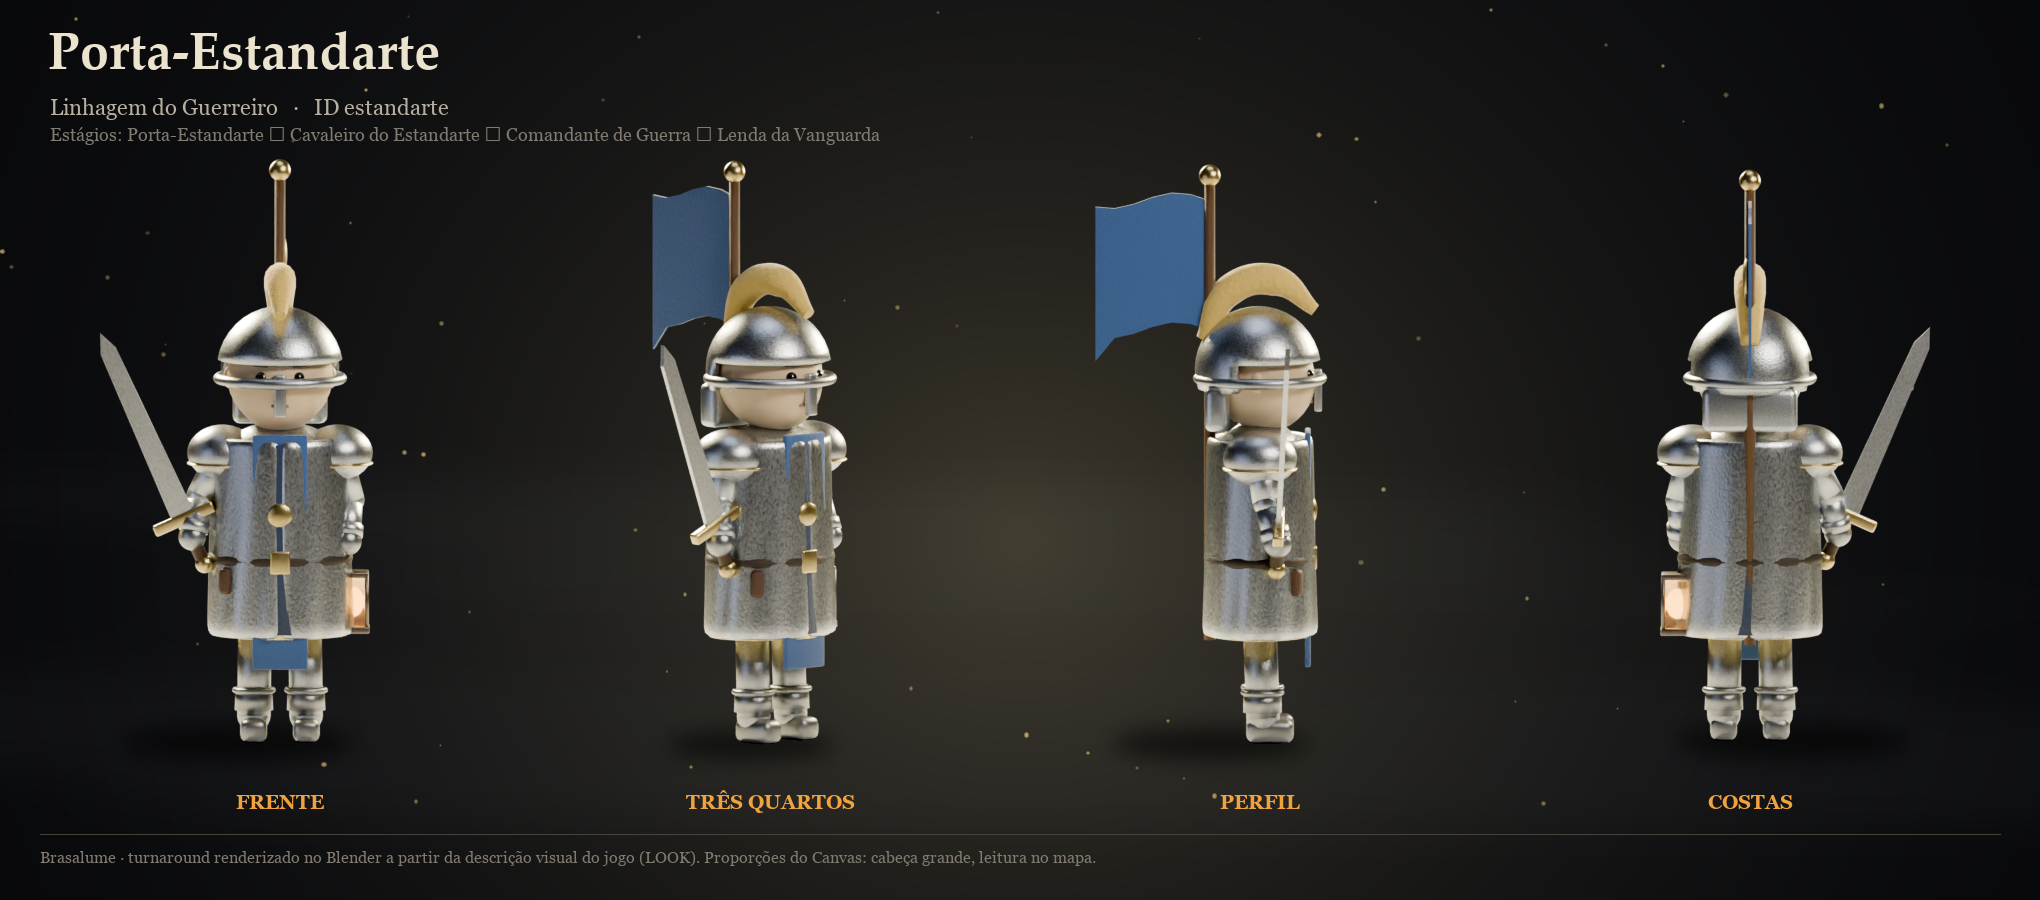 Porta-Estandarte
Linhagem do Guerreiro · ID estandarte
Estágios: Porta-Estandarte □ Cavaleiro do Estandarte □ Comandante de Guerra □ Lenda da Vanguarda
FRENTE
TRÊS QUARTOS
PERFIL
COSTAS
Brasalume · turnaround renderizado no Blender a partir da descrição visual do jogo (LOOK). Proporções do Canvas: cabeça grande, leitura no mapa.